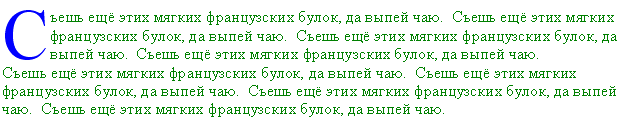 Съешь ещё этих мягких французских булок, да выпей чаю.  Съешь ещё этих мягких
французских булок, да выпей чаю.  Съешь ещё этих мягких французских булок, да
выпей чаю.  Съешь ещё этих мягких французских булок, да выпей чаю.
Съешь ещё этих мягких французских булок, да выпей чаю.  Съешь ещё этих мягких
французских булок, да выпей чаю.  Съешь ещё этих мягких французских булок, да выпей
чаю.  Съешь ещё этих мягких французских булок, да выпей чаю.